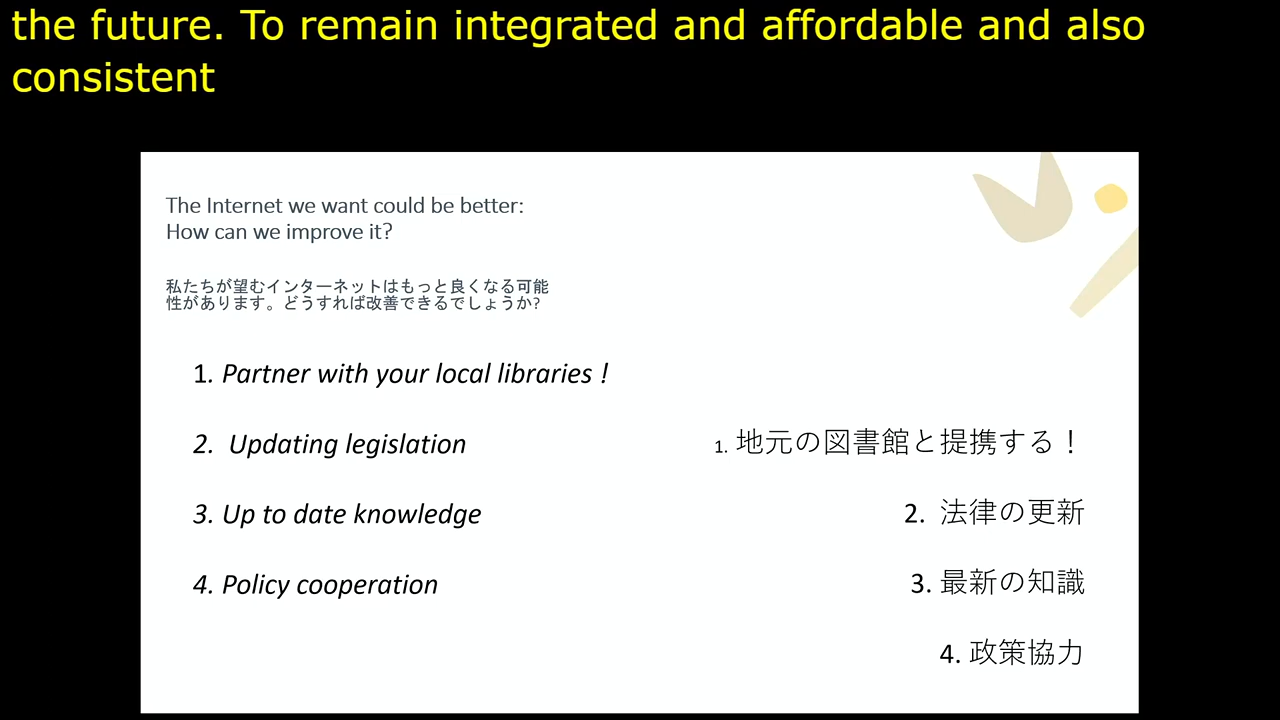 the future. To remain integrated and affordable and also
consistent
The Internet we want could be better:
How can we improve it?
私たちが望むインターネットはもっと良くなる可能
性があります。どうすれば改善できるでしょうか?
1. Partner with your local libraries !
2. Updating legislation
3. Up to date knowledge
4. Policy cooperation
1. 地元の図書館と提携する！
2. 法律の更新
3. 最新の知識
4. 政策協力